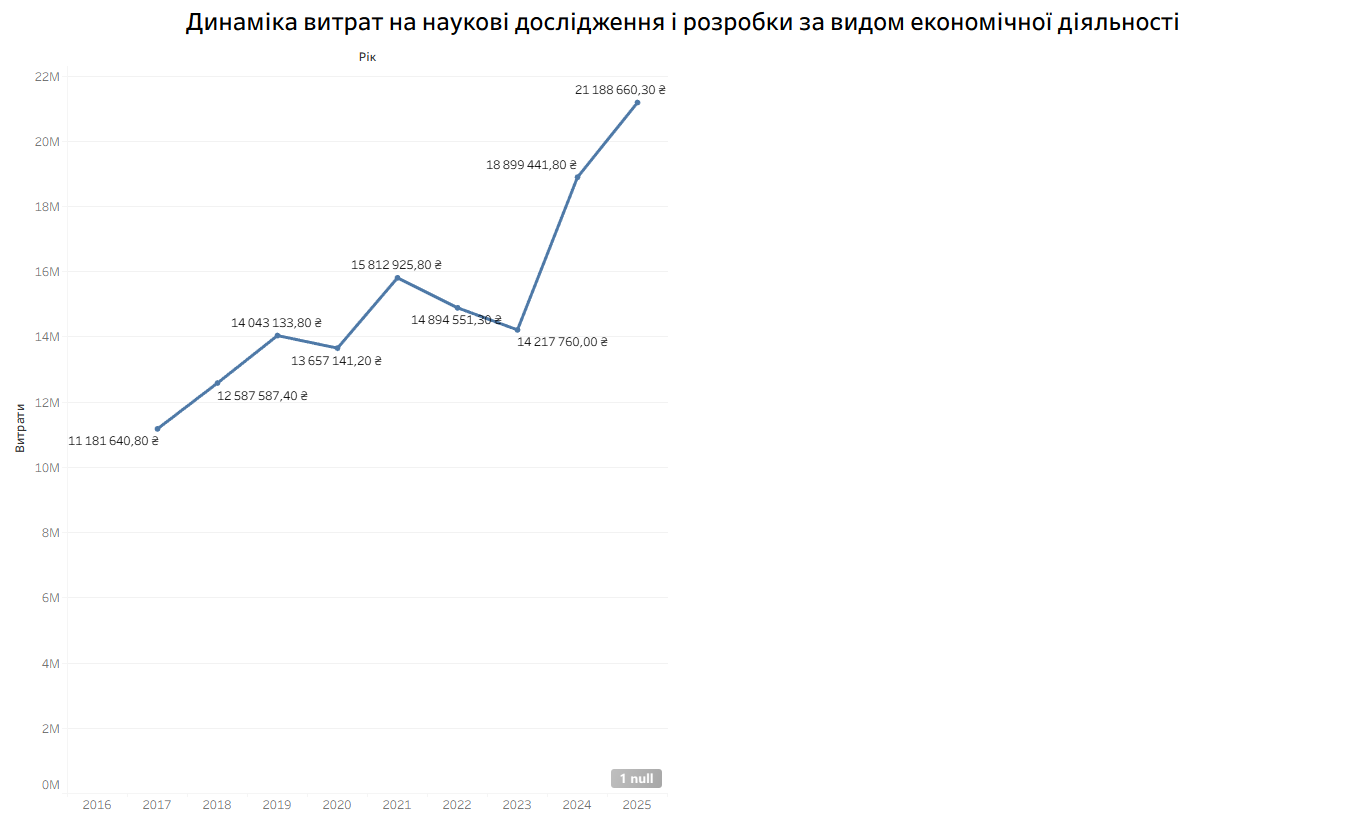 Динаміка витрат на наукові дослідження і розробки за видом економічної діяльності
Рік
22M
20M
18M
16M
14M
12M
10M
8M
6M
4M
2M
0M
Витрати
21 188 660,30 ₴
18 899 441,80 ₴
15 812 925,80 ₴
14 043 133,80 ₴
14 894 551,30 ₴
14 217 760,00 ₴
13 657 141,20 ₴
12 587 587,40 ₴
11 181 640,80 ₴
1 null
2016 2017 2018 2019 2020 2021 2022 2023 2024 2025